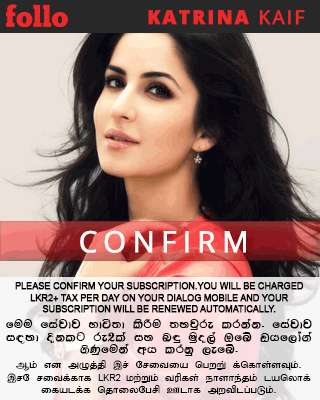 follo KATRINA KAIF
CONFIRM
PLEASE CONFIRM YOUR SUBSCRIPTION.YOU WILL BE CHARGED
LKR2+ TAX PER DAY ON YOUR DIALOG MOBILE AND YOUR
SUBSCRIPTION WILL BE RENEWED AUTOMATICALLY.
මෙම සේවාව භාවිතා කිරීම තහවුරු කරන්න. සේවාව
සඳහා දිනකට රු2ක් සහ බදු මුදල් ඔබේ ඩයලෝග්
ගිණුමෙන් අය කරනු ලැබේ.
ஆம் என அழுத்தி இச் சேவையை பெற்று க்கொள்ளவும்.
இச்சே சவைக்காக LKR2 மற்றும் வரிகள் நாளாந்தம் டயலொக்
கையடக்க தொலைபேசி ஊடாக அறவிடப்படும்.